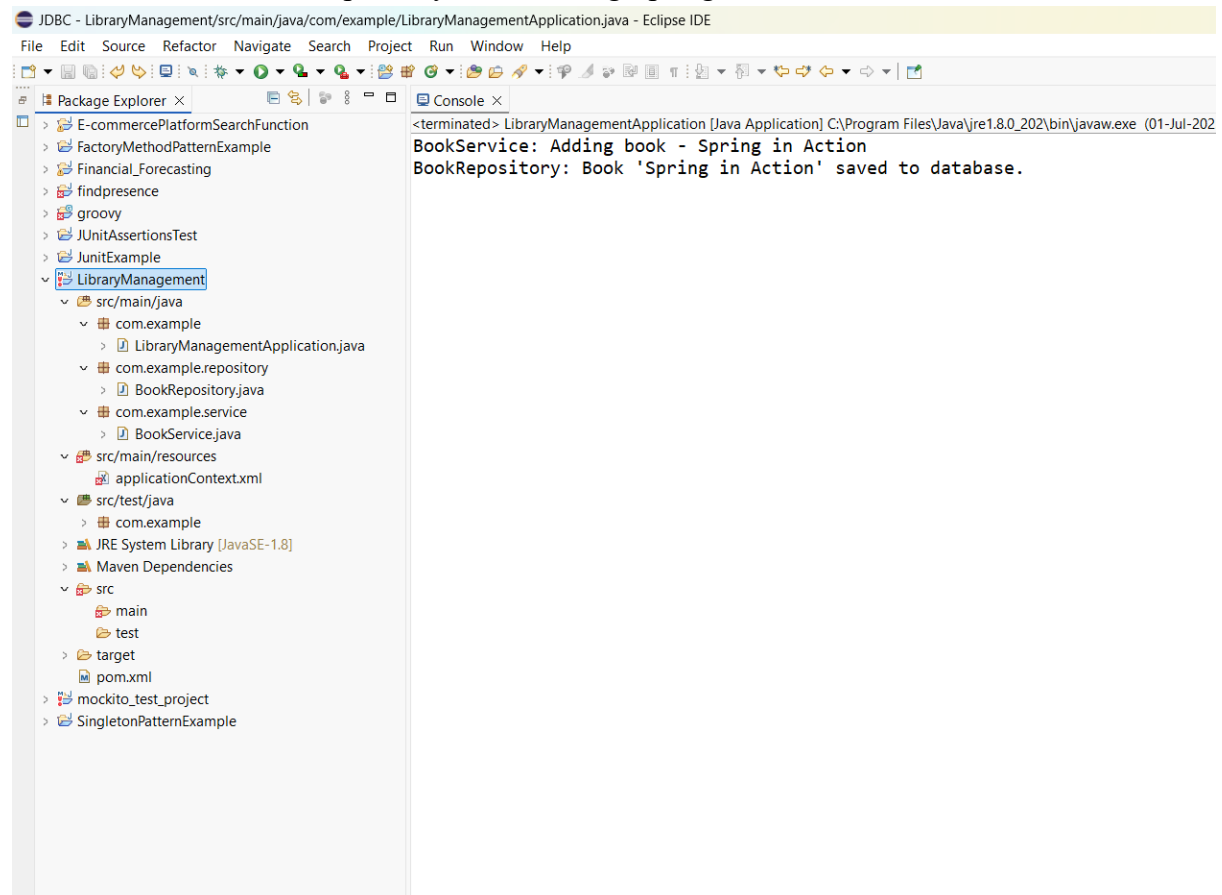 JDBC - LibraryManagement/src/main/java/com/example/LibraryManagementApplication.java - Eclipse IDE
File Edit Source Refactor Navigate Search Project Run Window Help
Package Explorer
E-commercePlatformSearchFunction
FactoryMethodPatternExample
Financial_Forecasting
findpresence
groovy
JUnitAssertionsTest
JunitExample
LibraryManagement
src/main/java
com.example
LibraryManagementApplication.java
com.example.repository
BookRepository.java
com.example.service
BookService.java
src/main/resources
applicationContext.xml
src/test/java
com.example
JRE System Library [JavaSE-1.8]
Maven Dependencies
src
main
test
target
pom.xml
mockito_test_project
SingletonPatternExample
Console
<terminated> LibraryManagementApplication [Java Application] C:\Program Files\Java\jre1.8.0_202\bin\javaw.exe (01-Jul-202
BookService: Adding book - Spring in Action
BookRepository: Book 'Spring in Action' saved to database.